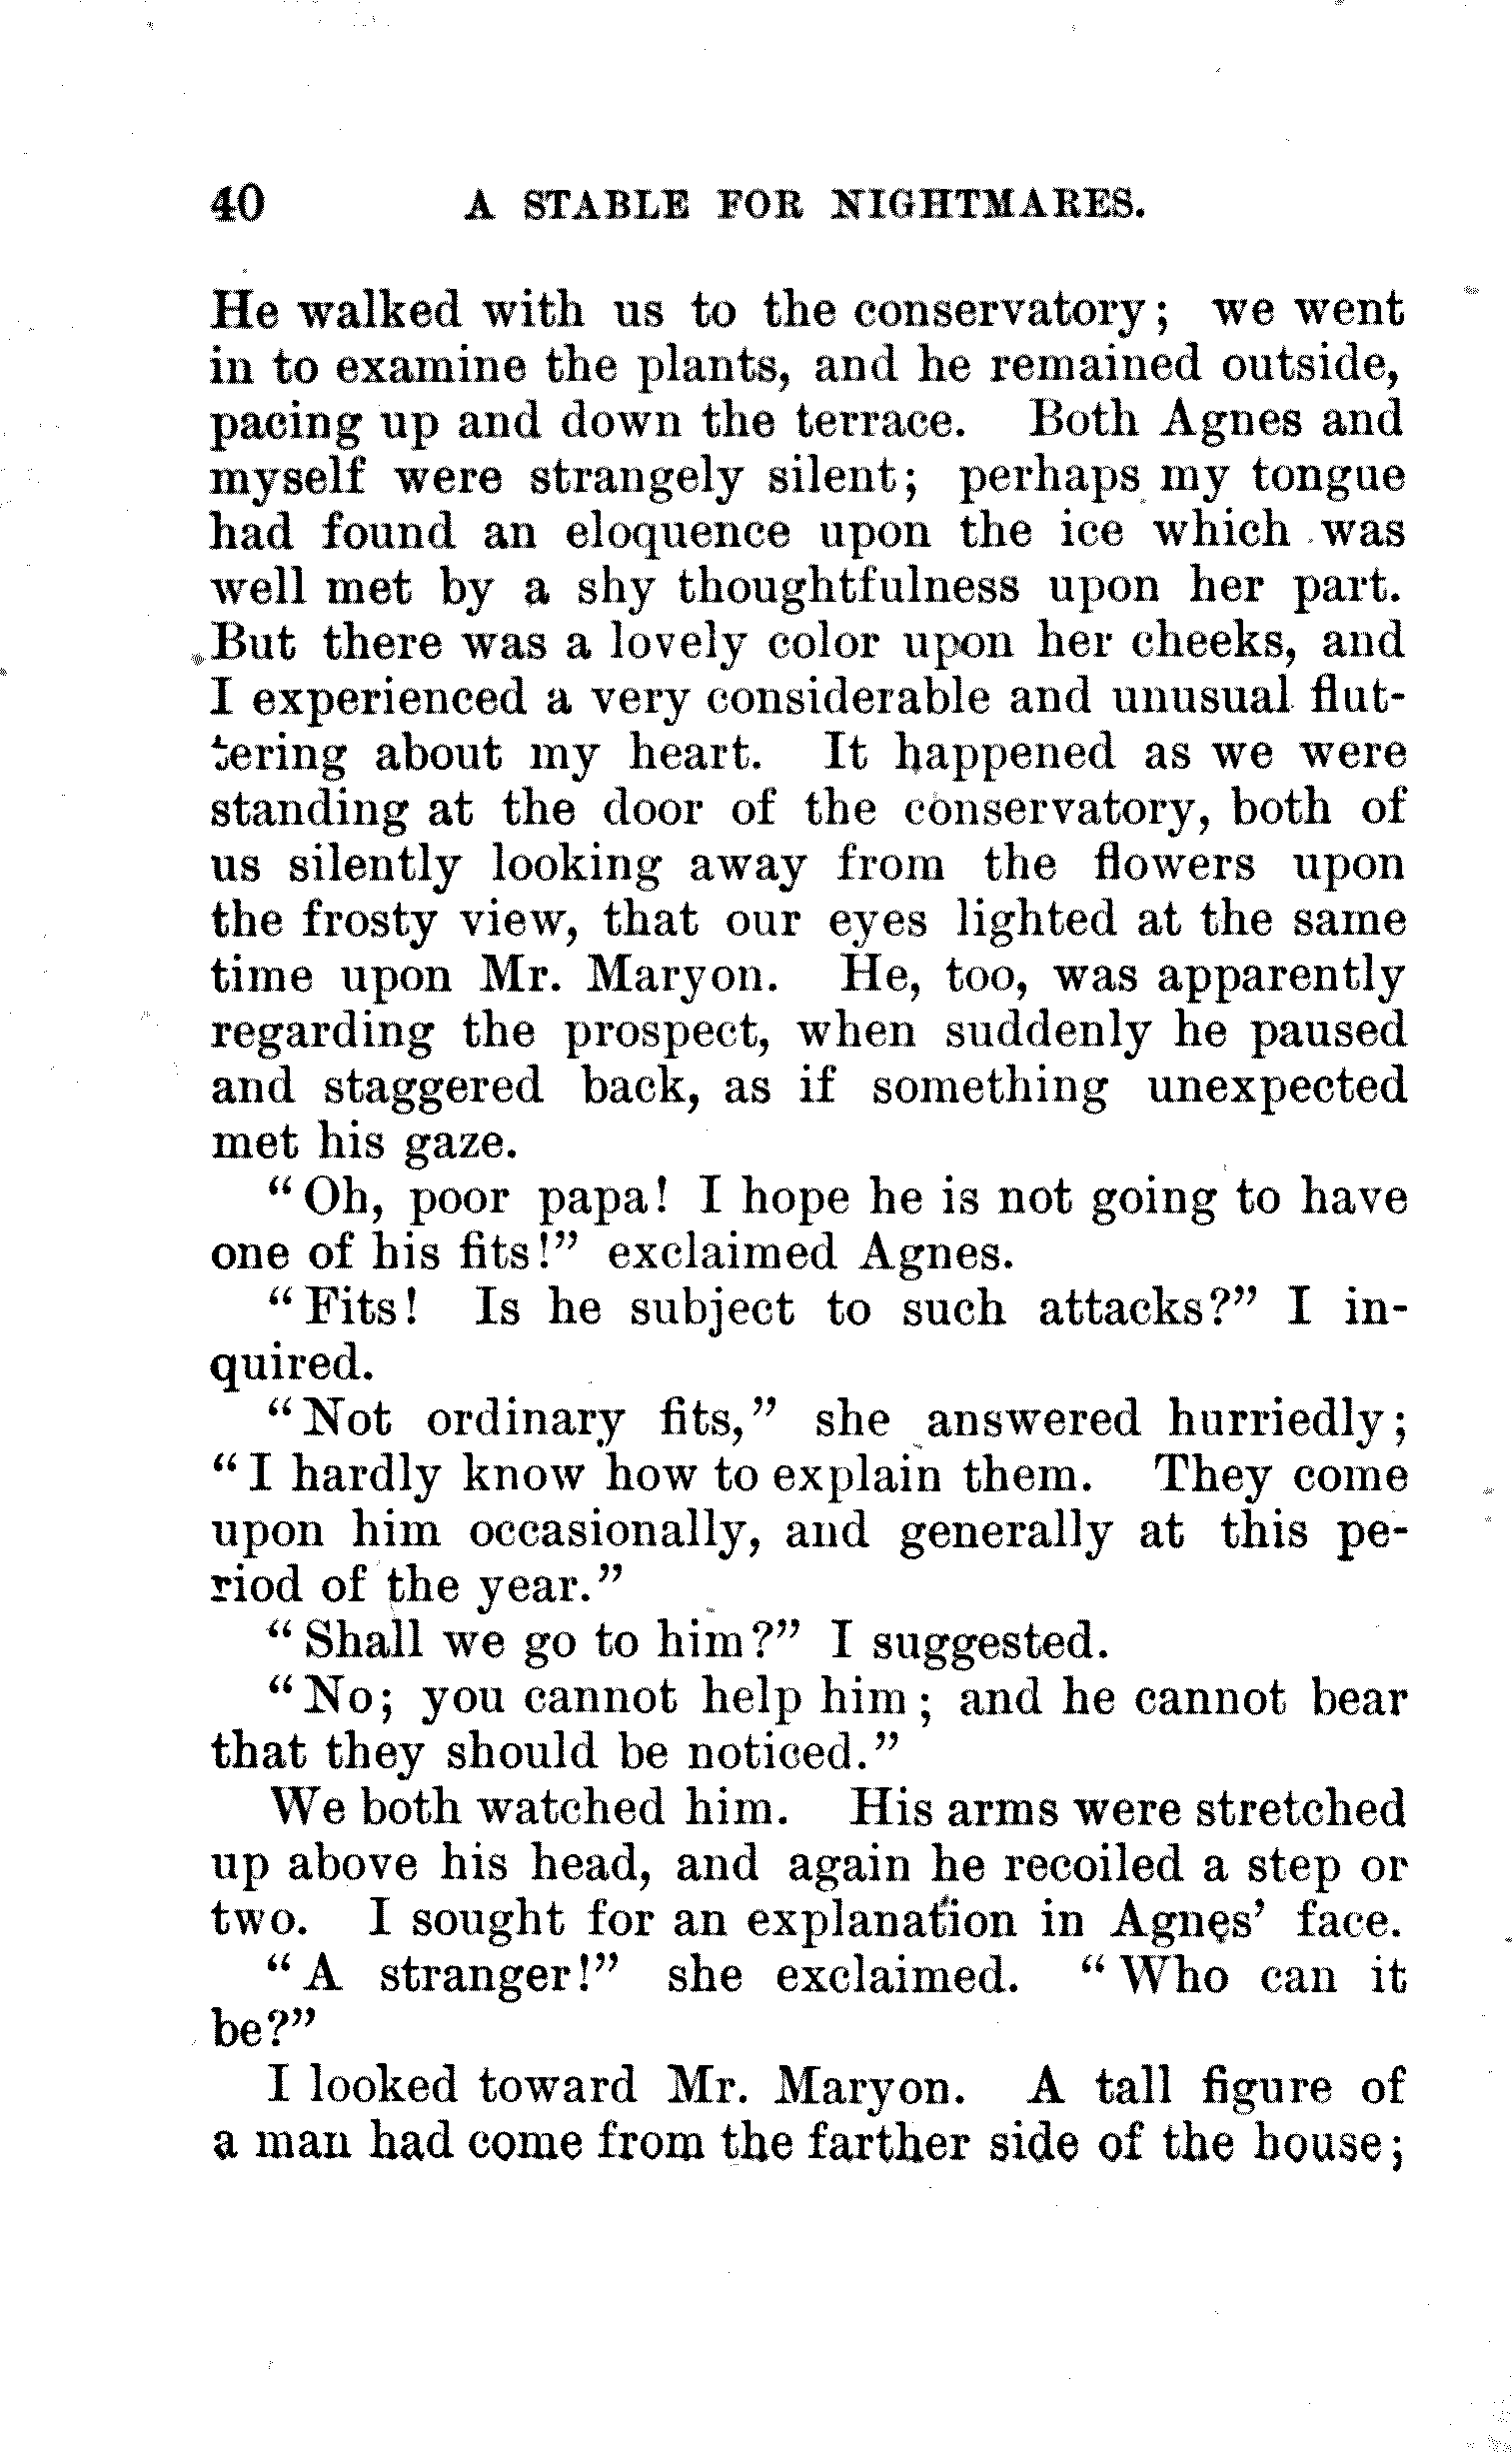 40 A STABLE FOR NIGHTMARES.
He walked with us to the conservatory; we went
in to examine the plants, and he remained outside,
pacing up and down the terrace. Both Agnes and
myself were strangely silent; perhaps my tongue
had found an eloquence upon the ice which was
well met by a shy thoughtfulness upon her part.
But there was a lovely color upon her cheeks, and
I experienced a very considerable and unusual flut-
tering about my heart. It happened as we were
standing at the door of the conservatory, both of
us silently looking away from the flowers upon
the frosty view, that our eyes lighted at the same
time upon Mr. Maryon. He, too, was apparently
regarding the prospect, when suddenly he paused
and staggered back, as if something unexpected
met his gaze.
“Oh, poor papa! I hope he is not going to have
one of his fits!” exclaimed Agnes.
“Fits! Is he subject to such attacks?” I in-
quired.
“Not ordinary fits,” she answered hurriedly;
“I hardly know how to explain them. They come
upon him occasionally, and generally at this pe-
riod of the year.”
“Shall we go to him?” I suggested.
“No; you cannot help him; and he cannot bear
that they should be noticed.”
We both watched him. His arms were stretched
up above his head, and again he recoiled a step or
two. I sought for an explanation in Agnes’ face.
“A stranger!” she exclaimed. “Who can it
be?”
I looked toward Mr. Maryon. A tall figure of
a man had come from the farther side of the house;